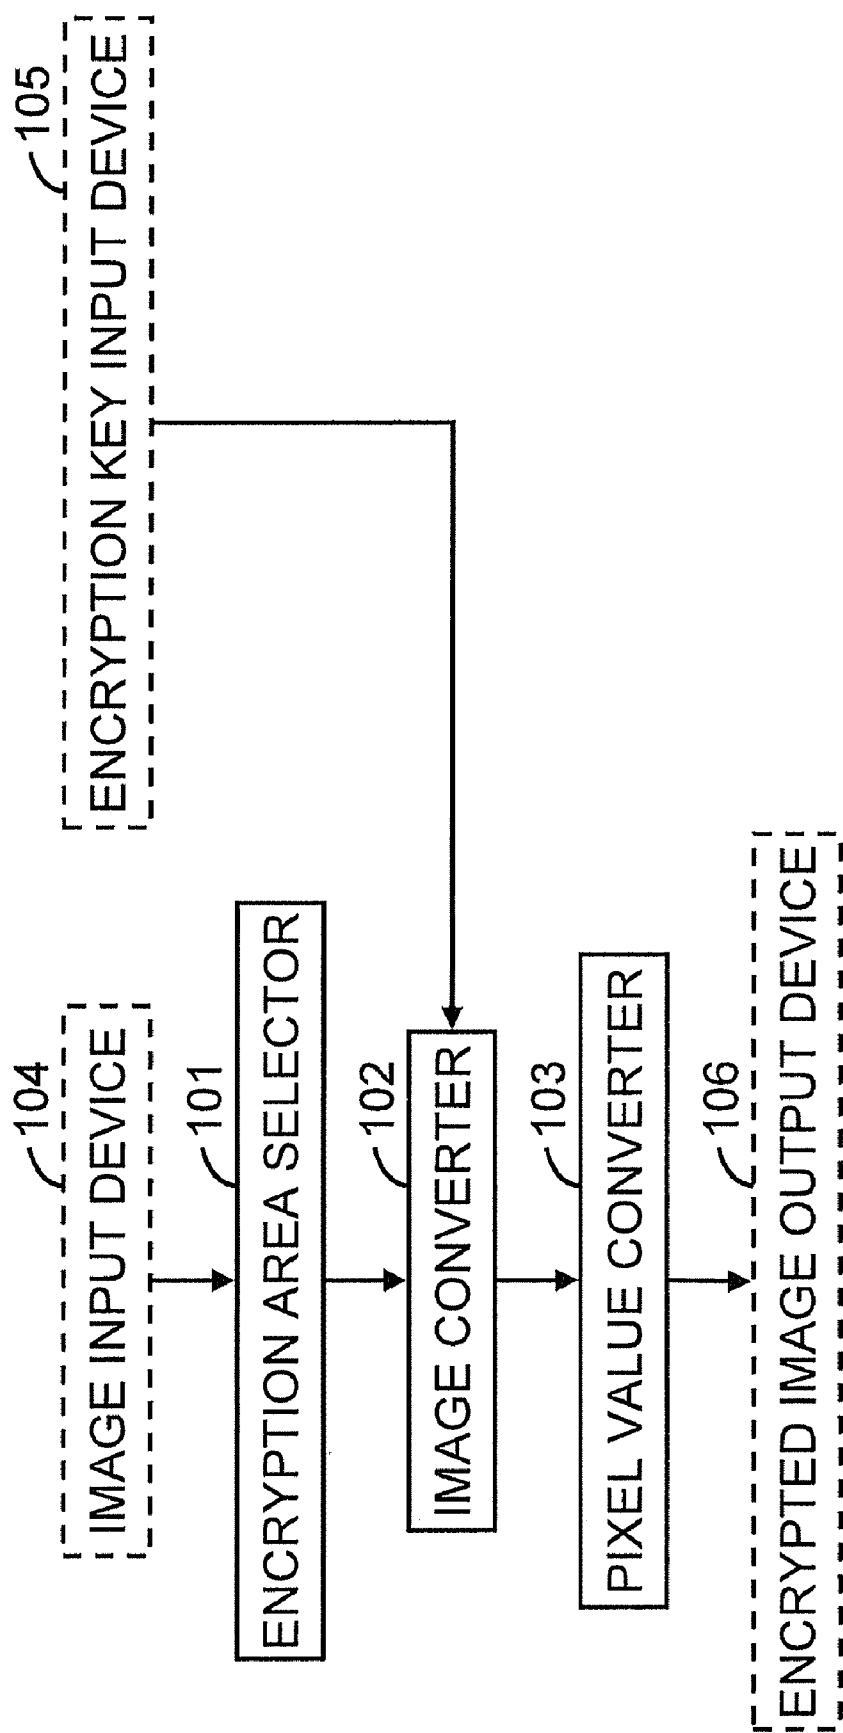 104
IMAGE INPUT DEVICE
105
ENCRYPTION KEY INPUT DEVICE
101
ENCRYPTION AREA SELECTOR
102
IMAGE CONVERTER
103
PIXEL VALUE CONVERTER
106
ENCRYPTED IMAGE OUTPUT DEVICE